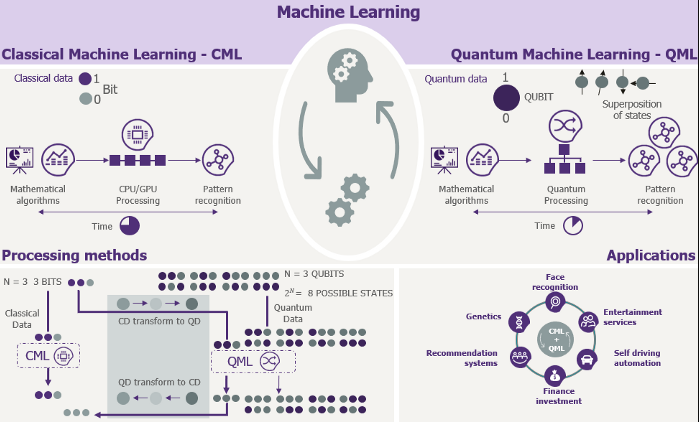 Machine Learning
Classical Machine Learning - CML
Classical data
1
Bit
0
Mathematical
algorithms
CPU/GPU
Processing
Pattern
recognition
Time
Quantum Machine Learning - QML
Quantum data
1
QUBIT
0
Superposition
of states
Mathematical
algorithms
Quantum
Processing
Pattern
recognition
Time
Processing methods
N = 3 3 BITS
N = 3 QUBITS
2^N = 8 POSSIBLE STATES
Classical
Data
CD transform to QD
Quantum
Data
CML
QML
QD transform to CD
Applications
Face
recognition
Genetics
Entertainment
services
CML
+
QML
Recommendation
systems
Self driving
automation
Finance
investment